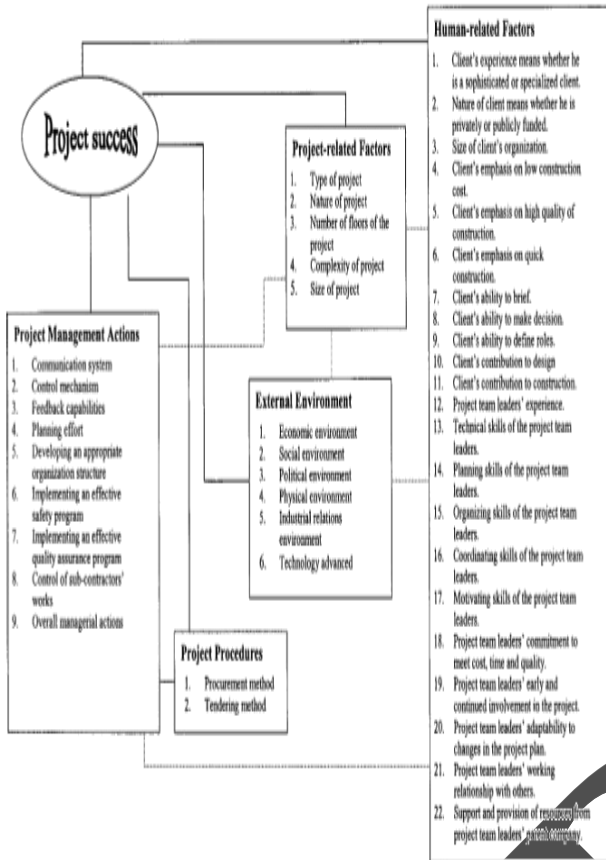 Project success
Project Management Actions
1. Communication system
2. Control mechanism
3. Feedback capabilities
4. Planning effort
5. Developing an appropriate
organization structure
6. Implementing an effective
safety program
7. Implementing an effective
quality assurance program
8. Control of sub-contractors'
works
9. Overall managerial actions
Project-related Factors
1. Type of project
2. Nature of project
3. Number of floors of the
project
4. Complexity of project
5. Size of project
External Environment
1. Economic environment
2. Social environment
3. Political environment
4. Physical environment
5. Industrial relations
environment
6. Technology advanced
Project Procedures
1. Procurement method
2. Tendering method
Human-related Factors
1. Client's experience means whether he
is a sophisticated or specialized client.
2. Nature of client means whether he is
privately or publicly funded.
3. Size of client's organization.
4. Client's emphasis on low construction
cost.
5. Client's emphasis on high quality of
construction.
6. Client's emphasis on quick
construction.
7. Client's ability to brief.
8. Client's ability to make decision.
9. Client's ability to define roles.
10. Client's contribution to design
11. Client's contribution to construction.
12. Project team leaders' experience.
13. Technical skills of the project team
leaders.
14. Planning skills of the project team
leaders.
15. Organizing skills of the project team
leaders.
16. Coordinating skills of the project team
leaders.
17. Motivating skills of the project team
leaders.
18. Project team leaders' commitment to
meet cost, time and quality.
19. Project team leaders' early and
continued involvement in the project.
20. Project team leaders' adaptability to
changes in the project plan.
21. Project team leaders' working
relationship with others.
22. Support and provision of resources from
project team leaders' parent company.